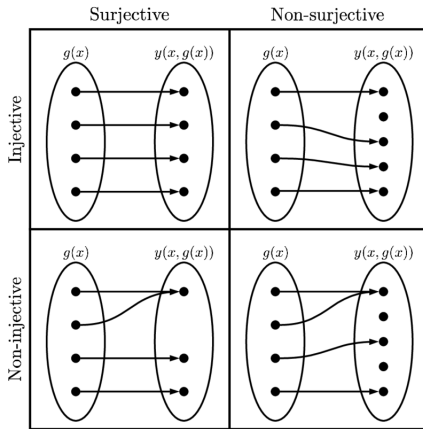 Surjective Non-surjective
Injective
g(x) y(x, g(x)) g(x) y(x, g(x))
Non-injective
g(x) y(x, g(x)) g(x) y(x, g(x))